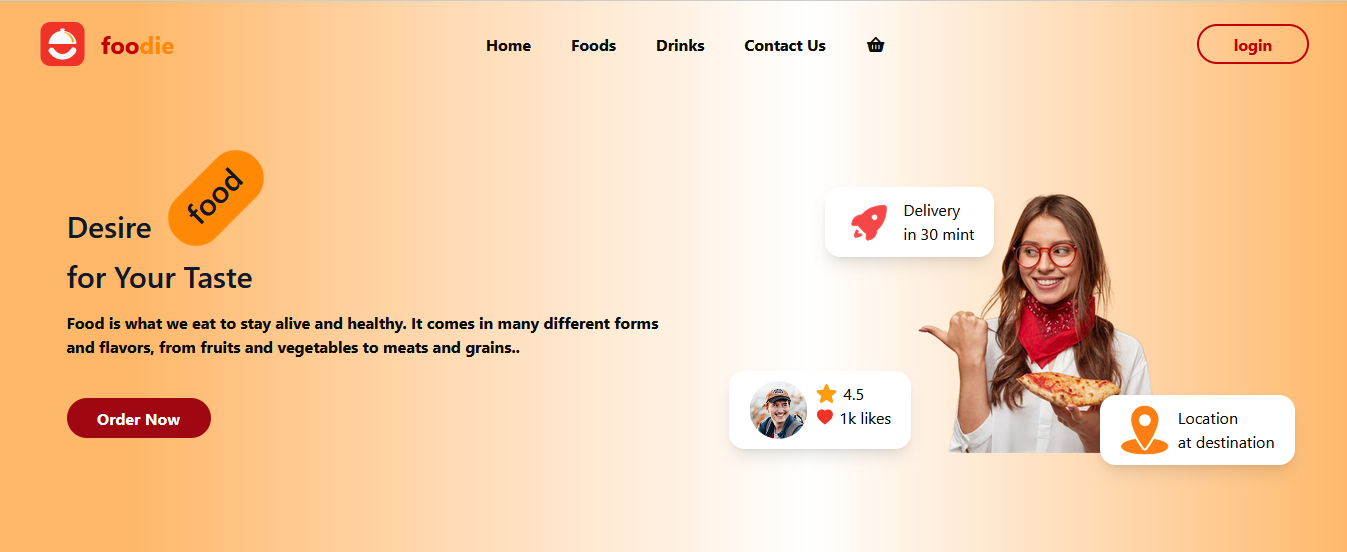 foodie
Home
Foods
Drinks
Contact Us
login
Desire food
for Your Taste
Food is what we eat to stay alive and healthy. It comes in many different forms
and flavors, from fruits and vegetables to meats and grains..
Order Now
Delivery
in 30 mint
4.5
1k likes
Location
at destination